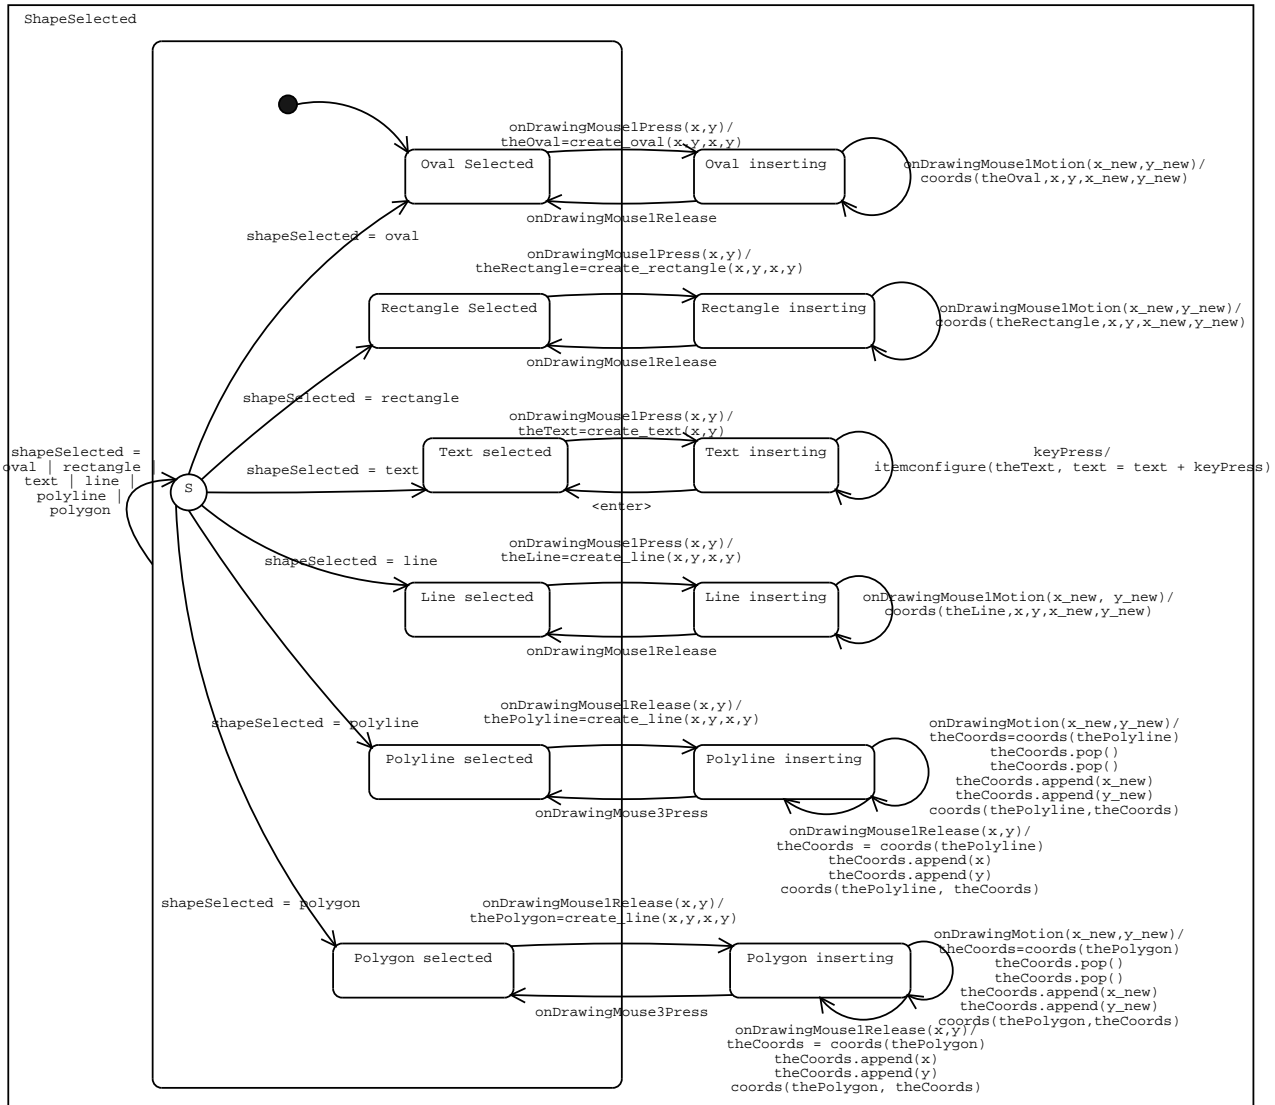 ShapeSelected
onDrawingMouse1Press(x,y)/
theOval=create_oval(x,y,x,y)
Oval Selected
Oval inserting
onDrawingMouse1Motion(x_new,y_new)/
coords(theOval,x,y,x_new,y_new)
onDrawingMouse1Release
shapeSelected = oval
onDrawingMouse1Press(x,y)/
theRectangle=create_rectangle(x,y,x,y)
Rectangle Selected
Rectangle inserting
onDrawingMouse1Motion(x_new,y_new)/
coords(theRectangle,x,y,x_new,y_new)
onDrawingMouse1Release
shapeSelected = rectangle
onDrawingMouse1Press(x,y)/
theText=create_text(x,y)
Text selected
Text inserting
keyPress/
itemconfigure(theText, text = text + keyPress)
shapeSelected = text
<enter>
shapeSelected =
oval | rectangle |
text | line |
polyline |
polygon
S
onDrawingMouse1Press(x,y)/
theLine=create_line(x,y,x,y)
shapeSelected = line
Line selected
Line inserting
onDrawingMouse1Motion(x_new, y_new)/
coords(theLine,x,y,x_new,y_new)
onDrawingMouse1Release
onDrawingMouse1Release(x,y)/
thePolyline=create_line(x,y,x,y)
shapeSelected = polyline
Polyline selected
Polyline inserting
onDrawingMotion(x_new,y_new)/
theCoords=coords(thePolyline)
theCoords.pop()
theCoords.pop()
theCoords.append(x_new)
theCoords.append(y_new)
coords(thePolyline,theCoords)
onDrawingMouse3Press
onDrawingMouse1Release(x,y)/
theCoords = coords(thePolyline)
theCoords.append(x)
theCoords.append(y)
coords(thePolyline, theCoords)
shapeSelected = polygon
onDrawingMouse1Release(x,y)/
thePolygon=create_line(x,y,x,y)
Polygon selected
Polygon inserting
onDrawingMotion(x_new,y_new)/
theCoords=coords(thePolygon)
theCoords.pop()
theCoords.pop()
theCoords.append(x_new)
theCoords.append(y_new)
coords(thePolygon,theCoords)
onDrawingMouse3Press
onDrawingMouse1Release(x,y)/
theCoords = coords(thePolygon)
theCoords.append(x)
theCoords.append(y)
coords(thePolygon, theCoords)